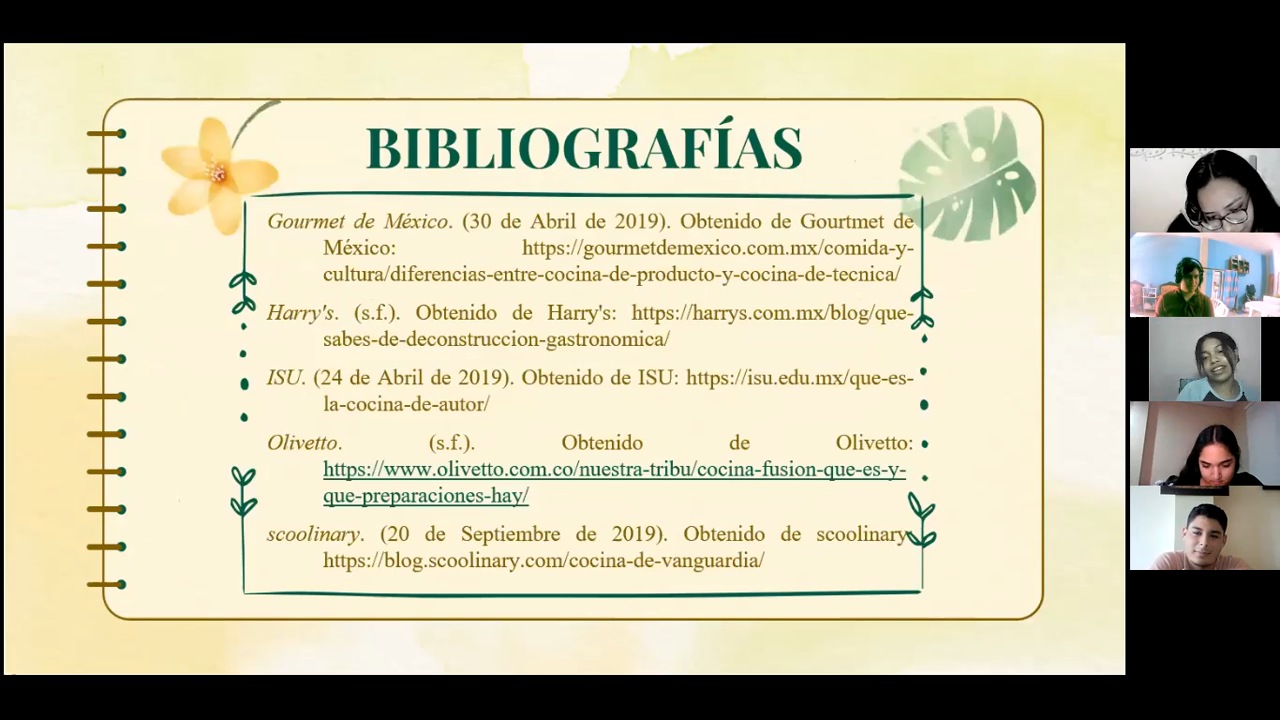 BIBLIOGRAFÍAS
Gourmet de México. (30 de Abril de 2019). Obtenido de Gourtmet de
México: https://gourmetdemexico.com.mx/comida-y-
cultura/diferencias-entre-cocina-de-producto-y-cocina-de-tecnica/
Harry's. (s.f.). Obtenido de Harry's: https://harrys.com.mx/blog/que-
sabes-de-deconstruccion-gastronomica/
ISU. (24 de Abril de 2019). Obtenido de ISU: https://isu.edu.mx/que-es-
la-cocina-de-autor/
Olivetto. (s.f.). Obtenido de Olivetto:
https://www.olivetto.com.co/nuestra-tribu/cocina-fusion-que-es-y-
que-preparaciones-hay/
scoolinary. (20 de Septiembre de 2019). Obtenido de scoolinary:
https://blog.scoolinary.com/cocina-de-vanguardia/